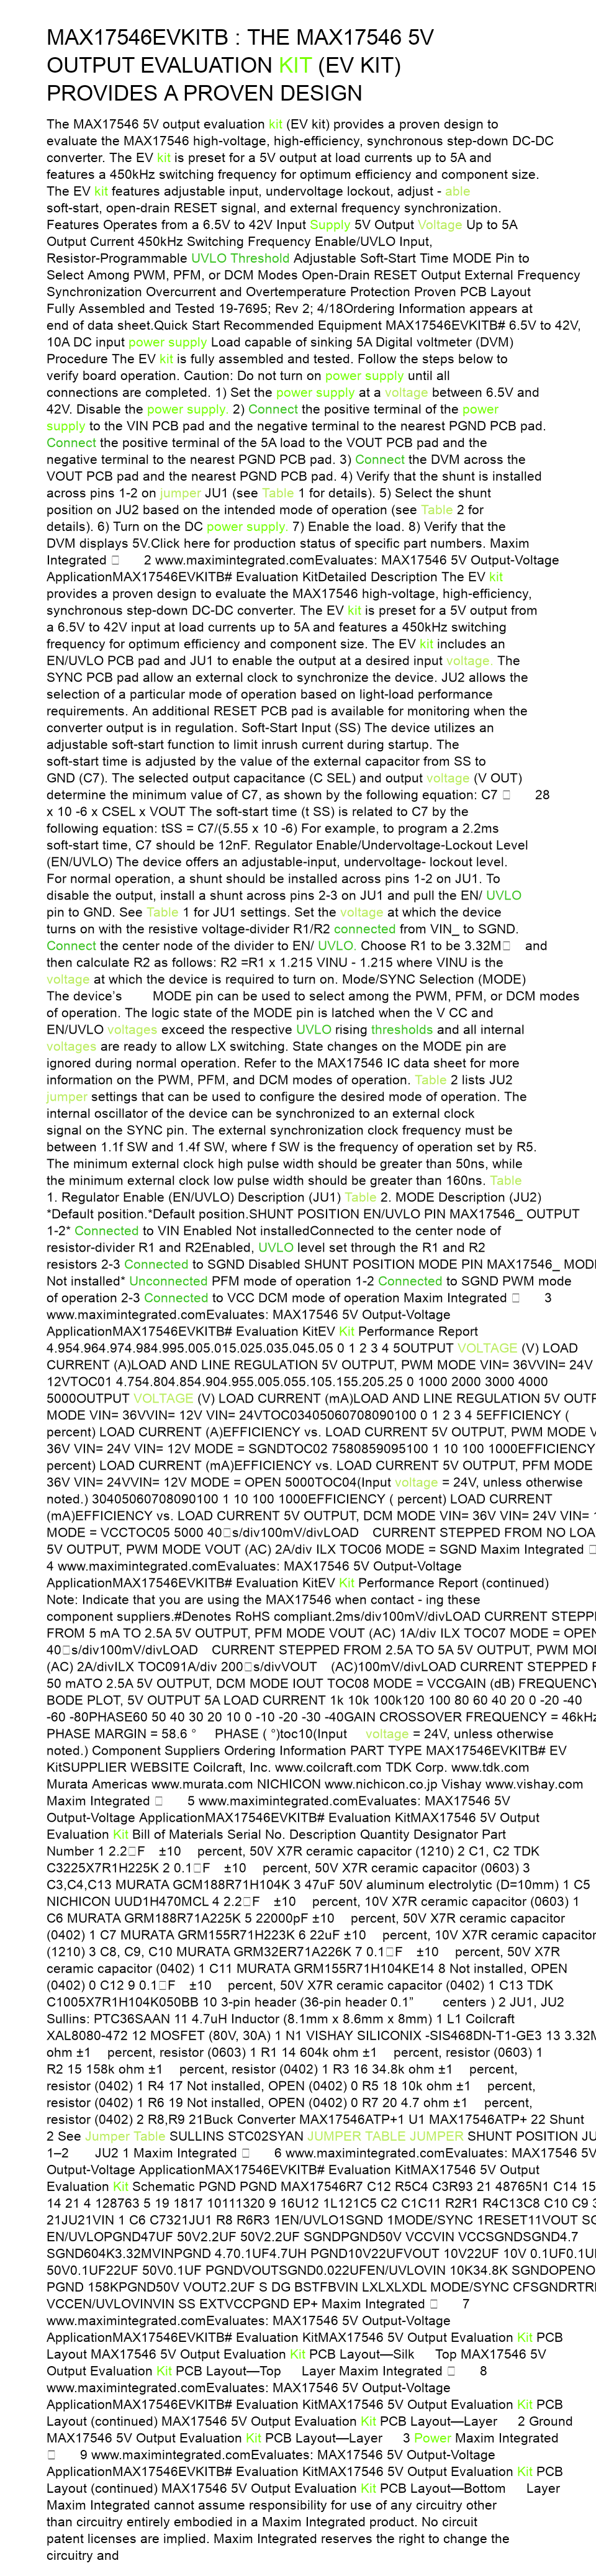 MAX17546EVKITB : THE MAX17546 5V
OUTPUT EVALUATION KIT (EV KIT)
PROVIDES A PROVEN DESIGN
The MAX17546 5V output evaluation kit (EV kit) provides a proven design to
evaluate the MAX17546 high-voltage, high-efficiency, synchronous step-down DC-DC
converter. The EV kit is preset for a 5V output at load currents up to 5A and
features a 450kHz switching frequency for optimum efficiency and component size.
The EV kit features adjustable input, undervoltage lockout, adjust - able
soft-start, open-drain RESET signal, and external frequency synchronization.
Features Operates from a 6.5V to 42V Input Supply 5V Output Voltage Up to 5A
Output Current 450kHz Switching Frequency Enable/UVLO Input,
Resistor-Programmable UVLO Threshold Adjustable Soft-Start Time MODE Pin to
Select Among PWM, PFM, or DCM Modes Open-Drain RESET Output External Frequency
Synchronization Overcurrent and Overtemperature Protection Proven PCB Layout
Fully Assembled and Tested 19-7695; Rev 2; 4/18Ordering Information appears at
end of data sheet.Quick Start Recommended Equipment MAX17546EVKITB# 6.5V to 42V,
10A DC input power supply Load capable of sinking 5A Digital voltmeter (DVM)
Procedure The EV kit is fully assembled and tested. Follow the steps below to
verify board operation. Caution: Do not turn on power supply until all
connections are completed. 1) Set the power supply at a voltage between 6.5V and
42V. Disable the power supply. 2) Connect the positive terminal of the power
supply to the VIN PCB pad and the negative terminal to the nearest PGND PCB pad.
Connect the positive terminal of the 5A load to the VOUT PCB pad and the
negative terminal to the nearest PGND PCB pad. 3) Connect the DVM across the
VOUT PCB pad and the nearest PGND PCB pad. 4) Verify that the shunt is installed
across pins 1-2 on jumper JU1 (see Table 1 for details). 5) Select the shunt
position on JU2 based on the intended mode of operation (see Table 2 for
details). 6) Turn on the DC power supply. 7) Enable the load. 8) Verify that the
DVM displays 5V.Click here for production status of specific part numbers. Maxim
Integrated 2 www.maximintegrated.comEvaluates: MAX17546 5V Output-Voltage
ApplicationMAX17546EVKITB# Evaluation KitDetailed Description The EV kit
provides a proven design to evaluate the MAX17546 high-voltage, high-efficiency,
synchronous step-down DC-DC converter. The EV kit is preset for a 5V output from
a 6.5V to 42V input at load currents up to 5A and features a 450kHz switching
frequency for optimum efficiency and component size. The EV kit includes an
EN/UVLO PCB pad and JU1 to enable the output at a desired input voltage. The
SYNC PCB pad allow an external clock to synchronize the device. JU2 allows the
selection of a particular mode of operation based on light-load performance
requirements. An additional RESET PCB pad is available for monitoring when the
converter output is in regulation. Soft-Start Input (SS) The device utilizes an
adjustable soft-start function to limit inrush current during startup. The
soft-start time is adjusted by the value of the external capacitor from SS to
GND (C7). The selected output capacitance (C SEL) and output voltage (V OUT)
determine the minimum value of C7, as shown by the following equation: C7 28
x 10 -6 x CSEL x VOUT The soft-start time (t SS) is related to C7 by the
following equation: tSS = C7/(5.55 x 10 -6) For example, to program a 2.2ms
soft-start time, C7 should be 12nF. Regulator Enable/Undervoltage-Lockout Level
(EN/UVLO) The device offers an adjustable-input, undervoltage- lockout level.
For normal operation, a shunt should be installed across pins 1-2 on JU1. To
disable the output, install a shunt across pins 2-3 on JU1 and pull the EN/ UVLO
pin to GND. See Table 1 for JU1 settings. Set the voltage at which the device
turns on with the resistive voltage-divider R1/R2 connected from VIN_ to SGND.
Connect the center node of the divider to EN/ UVLO. Choose R1 to be 3.32M and
then calculate R2 as follows: R2 =R1 x 1.215 VINU - 1.215 where VINU is the
voltage at which the device is required to turn on. Mode/SYNC Selection (MODE)
The device's MODE pin can be used to select among the PWM, PFM, or DCM modes
of operation. The logic state of the MODE pin is latched when the V CC and
EN/UVLO voltages exceed the respective UVLO rising thresholds and all internal
voltages are ready to allow LX switching. State changes on the MODE pin are
ignored during normal operation. Refer to the MAX17546 IC data sheet for more
information on the PWM, PFM, and DCM modes of operation. Table 2 lists JU2
jumper settings that can be used to configure the desired mode of operation. The
internal oscillator of the device can be synchronized to an external clock
signal on the SYNC pin. The external synchronization clock frequency must be
between 1.1f SW and 1.4f SW, where f SW is the frequency of operation set by R5.
The minimum external clock high pulse width should be greater than 50ns, while
the minimum external clock low pulse width should be greater than 160ns. Table
1. Regulator Enable (EN/UVLO) Description (JU1) Table 2. MODE Description (JU2)
*Default position.*Default position.SHUNT POSITION EN/UVLO PIN MAX17546_ OUTPUT
1-2* Connected to VIN Enabled Not installedConnected to the center node of
resistor-divider R1 and R2Enabled, UVLO level set through the R1 and R2
resistors 2-3 Connected to SGND Disabled SHUNT POSITION MODE PIN MAX17546_ MODE
Not installed* Unconnected PFM mode of operation 1-2 Connected to SGND PWM mode
of operation 2-3 Connected to VCC DCM mode of operation Maxim Integrated 3
www.maximintegrated.comEvaluates: MAX17546 5V Output-Voltage
ApplicationMAX17546EVKITB# Evaluation KitEV Kit Performance Report
4.954.964.974.984.995.005.015.025.035.045.05 0 1 2 3 4 5OUTPUT VOLTAGE (V) LOAD
CURRENT (A)LOAD AND LINE REGULATION 5V OUTPUT, PWM MODE VIN= 36VVIN= 24V
12VTOC01 4.754.804.854.904.955.005.055.105.155.205.25 0 1000 2000 3000 4000
5000OUTPUT VOLTAGE (V) LOAD CURRENT (mA)LOAD AND LINE REGULATION 5V OUTP
MODE VIN= 36VVIN= 12V VIN= 24VTOC03405060708090100 0 1 2 3 4 5EFFICIENCY (
percent) LOAD CURRENT (A)EFFICIENCY vs. LOAD CURRENT 5V OUTPUT, PWM MODE V
36V VIN= 24V VIN= 12V MODE = SGNDTOC02 7580859095100 1 10 100 1000EFFICIENCY
percent) LOAD CURRENT (mA)EFFICIENCY vs. LOAD CURRENT 5V OUTPUT, PFM MODE
36V VIN= 24VVIN= 12V MODE = OPEN 5000TOC04(Input voltage = 24V, unless otherwise
noted.) 30405060708090100 1 10 100 1000EFFICIENCY ( percent) LOAD CURRENT
(mA)EFFICIENCY vs. LOAD CURRENT 5V OUTPUT, DCM MODE VIN= 36V VIN= 24V VIN= 1
MODE = VCCTOC05 5000 40 s/div100mV/divLOAD CURRENT STEPPED FROM NO LOA
5V OUTPUT, PWM MODE VOUT (AC) 2A/div ILX TOC06 MODE = SGND Maxim Integrated
4 www.maximintegrated.comEvaluates: MAX17546 5V Output-Voltage
ApplicationMAX17546EVKITB# Evaluation KitEV Kit Performance Report (continued)
Note: Indicate that you are using the MAX17546 when contact - ing these
component suppliers.#Denotes RoHS compliant.2ms/div100mV/divLOAD CURRENT STEPP
FROM 5 mA TO 2.5A 5V OUTPUT, PFM MODE VOUT (AC) 1A/div ILX TOC07 MODE = OPEN
40 s/div100mV/divLOAD CURRENT STEPPED FROM 2.5A TO 5A 5V OUTPUT, PWM MOD
(AC) 2A/divILX TOC091A/div 200 s/divVOUT (AC)100mV/divLOAD CURRENT STEPPED F
50 mATO 2.5A 5V OUTPUT, DCM MODE IOUT TOC08 MODE = VCCGAIN (dB) FREQUENCY
BODE PLOT, 5V OUTPUT 5A LOAD CURRENT 1k 10k 100k120 100 80 60 40 20 0 -20 -40
-60 -80PHASE60 50 40 30 20 10 0 -10 -20 -30 -40GAIN CROSSOVER FREQUENCY = 46kHz
PHASE MARGIN = 58.6 ° PHASE ( °)toc10(Input voltage = 24V, unless otherwise
noted.) Component Suppliers Ordering Information PART TYPE MAX17546EVKITB# EV
KitSUPPLIER WEBSITE Coilcraft, Inc. www.coilcraft.com TDK Corp. www.tdk.com
Murata Americas www.murata.com NICHICON www.nichicon.co.jp Vishay www.vishay.com
Maxim Integrated 5 www.maximintegrated.comEvaluates: MAX17546 5V
Output-Voltage ApplicationMAX17546EVKITB# Evaluation KitMAX17546 5V Output
Evaluation Kit Bill of Materials Serial No. Description Quantity Designator Part
Number 1 2.2 F ±10 percent, 50V X7R ceramic capacitor (1210) 2 C1, C2 TDK
C3225X7R1H225K 2 0.1 F ±10 percent, 50V X7R ceramic capacitor (0603) 3
C3,C4,C13 MURATA GCM188R71H104K 3 47uF 50V aluminum electrolytic (D=10mm) 1 C5
NICHICON UUD1H470MCL 4 2.2 F ±10 percent, 10V X7R ceramic capacitor (0603) 1
C6 MURATA GRM188R71A225K 5 22000pF ±10 percent, 50V X7R ceramic capacitor
(0402) 1 C7 MURATA GRM155R71H223K 6 22uF ±10 percent, 10V X7R ceramic capacitor
(1210) 3 C8, C9, C10 MURATA GRM32ER71A226K 7 0.1 F ±10 percent, 50V X7R
ceramic capacitor (0402) 1 C11 MURATA GRM155R71H104KE14 8 Not installed, OPEN
(0402) 0 C12 9 0.1 F ±10 percent, 50V X7R ceramic capacitor (0402) 1 C13 TDK
C1005X7R1H104K050BB 10 3-pin header (36-pin header 0.1" centers ) 2 JU1, JU2
Sullins: PTC36SAAN 11 4.7uH Inductor (8.1mm x 8.6mm x 8mm) 1 L1 Coilcraft
XAL8080-472 12 MOSFET (80V, 30A) 1 N1 VISHAY SILICONIX -SIS468DN-T1-GE3 13 3.32M
ohm ±1 percent, resistor (0603) 1 R1 14 604k ohm ±1 percent, resistor (0603) 1
R2 15 158k ohm ±1 percent, resistor (0402) 1 R3 16 34.8k ohm ±1 percent,
resistor (0402) 1 R4 17 Not installed, OPEN (0402) 0 R5 18 10k ohm ±1 percent,
resistor (0402) 1 R6 19 Not installed, OPEN (0402) 0 R7 20 4.7 ohm ±1 percent,
resistor (0402) 2 R8,R9 21Buck Converter MAX17546ATP+1 U1 MAX17546ATP+ 22 Shunt
2 See Jumper Table SULLINS STC02SYAN JUMPER TABLE JUMPER SHUNT POSITION JU
1–2 JU2 1 Maxim Integrated 6 www.maximintegrated.comEvaluates: MAX17546 5V
Output-Voltage ApplicationMAX17546EVKITB# Evaluation KitMAX17546 5V Output
Evaluation Kit Schematic PGND PGND MAX17546R7 C12 R5C4 C3R93 21 48765N1 C14 15
14 21 4 128763 5 19 1817 10111320 9 16U12 1L121C5 C2 C1C11 R2R1 R4C13C8 C10 C9 3
21JU21VIN 1 C6 C7321JU1 R8 R6R3 1EN/UVLO1SGND 1MODE/SYNC 1RESET11VOUT SG
EN/UVLOPGND47UF 50V2.2UF 50V2.2UF SGNDPGND50V VCCVIN VCCSGNDSGND4.7
SGND604K3.32MVINPGND 4.70.1UF4.7UH PGND10V22UFVOUT 10V22UF 10V 0.1UF0.1U
50V0.1UF22UF 50V0.1UF PGNDVOUTSGND0.022UFEN/UVLOVIN 10K34.8K SGNDOPENO
PGND 158KPGND50V VOUT2.2UF S DG BSTFBVIN LXLXLXDL MODE/SYNC CFSGNDRTR
VCCEN/UVLOVINVIN SS EXTVCCPGND EP+ Maxim Integrated 7
www.maximintegrated.comEvaluates: MAX17546 5V Output-Voltage
ApplicationMAX17546EVKITB# Evaluation KitMAX17546 5V Output Evaluation Kit PCB
Layout MAX17546 5V Output Evaluation Kit PCB Layout—Silk Top MAX17546 5V
Output Evaluation Kit PCB Layout—Top Layer Maxim Integrated 8
www.maximintegrated.comEvaluates: MAX17546 5V Output-Voltage
ApplicationMAX17546EVKITB# Evaluation KitMAX17546 5V Output Evaluation Kit PCB
Layout (continued) MAX17546 5V Output Evaluation Kit PCB Layout—Layer 2 Ground
MAX17546 5V Output Evaluation Kit PCB Layout—Layer 3 Power Maxim Integrated
9 www.maximintegrated.comEvaluates: MAX17546 5V Output-Voltage
ApplicationMAX17546EVKITB# Evaluation KitMAX17546 5V Output Evaluation Kit PCB
Layout (continued) MAX17546 5V Output Evaluation Kit PCB Layout—Bottom Layer
Maxim Integrated cannot assume responsibility for use of any circuitry other
than circuitry entirely embodied in a Maxim Integrated product. No circuit
patent licenses are implied. Maxim Integrated reserves the right to change the
circuitry and